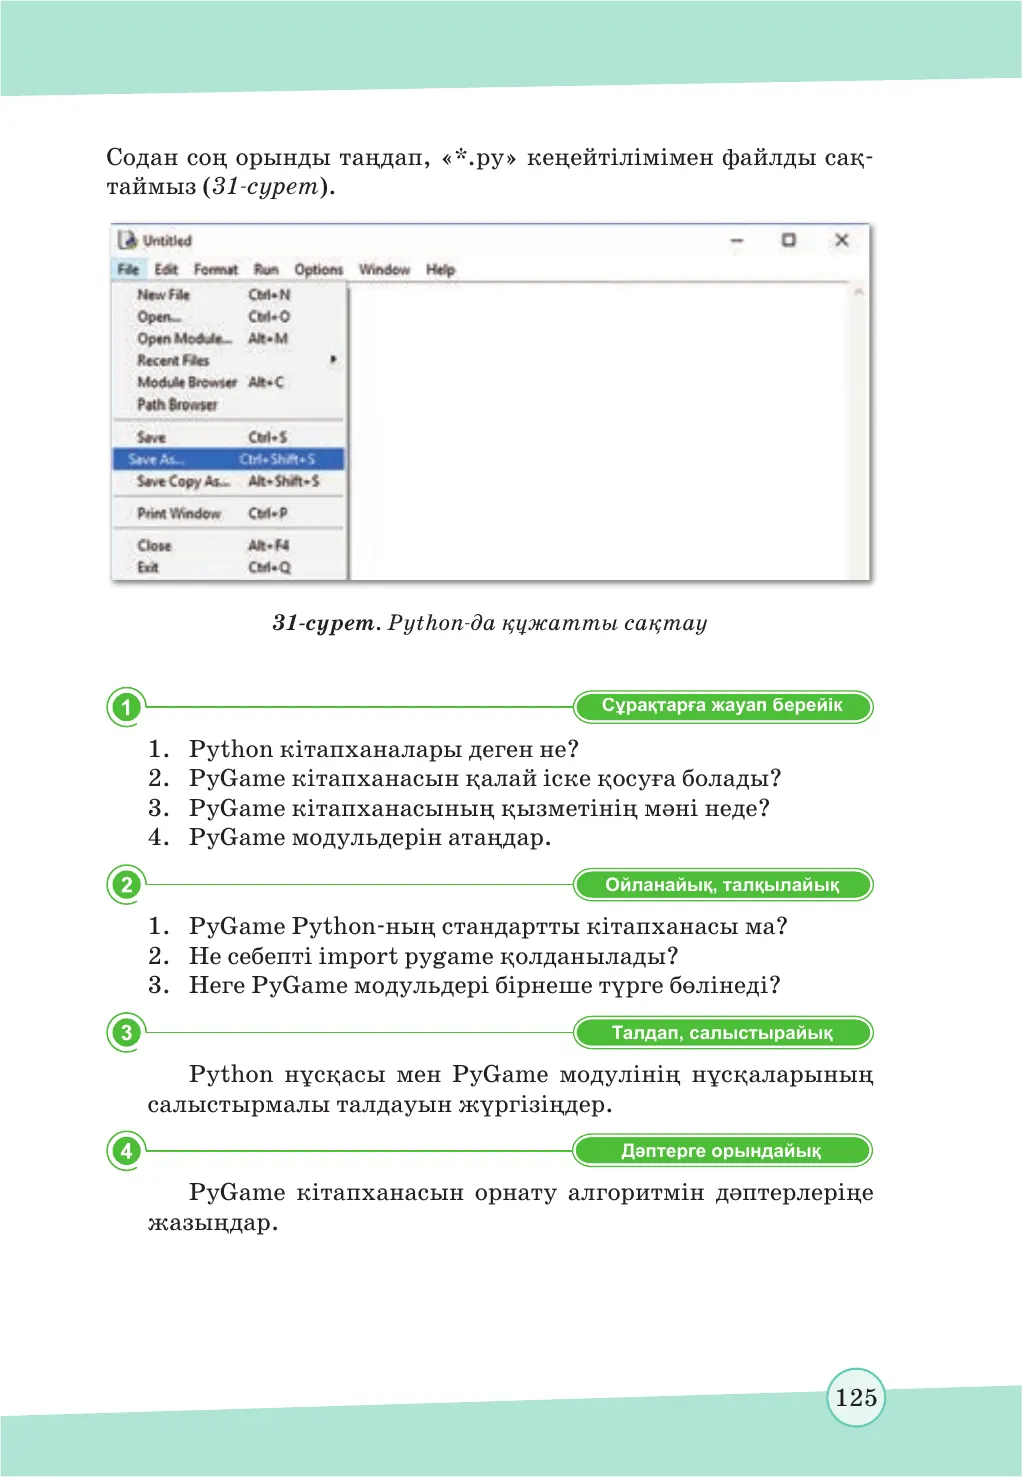 Содан соң орынды таңдап, «*.py» кеңейтілімімен файлды сақ-
таймыз (31-сурет).
Untitled
File Edit Format Run Options Window Help
New File Ctrl+N
Open... Ctrl+O
Open Module... Alt+M
Recent Files
Module Browser Alt+C
Path Browser
Save Ctrl+S
Save As... Ctrl+Shift+S
Save Copy As... Alt+Shift+S
Print Window Ctrl+P
Close Alt+F4
Exit Ctrl+Q
31-сурет. Python-да құжатты сақтау
1 Сұрақтарға жауап берейік
1. Python кітапханалары деген не?
2. PyGame кітапханасын қалай іске қосуға болады?
3. PyGame кітапханасының қызметінің мәні неде?
4. PyGame модульдерін атаңдар.
2 Ойланайық, талқылайық
1. PyGame Python-ның стандартты кітапханасы ма?
2. Не себепті import pygame қолданылады?
3. Неге PyGame модульдері бірнеше түрге бөлінеді?
3 Талдап, салыстырайық
Python нұсқасы мен PyGame модулінің нұсқаларының
салыстырмалы талдауын жүргізіңдер.
4 Дәптерге орындайық
PyGame кітапханасын орнату алгоритмін дәптерлеріңе
жазыңдар.
125